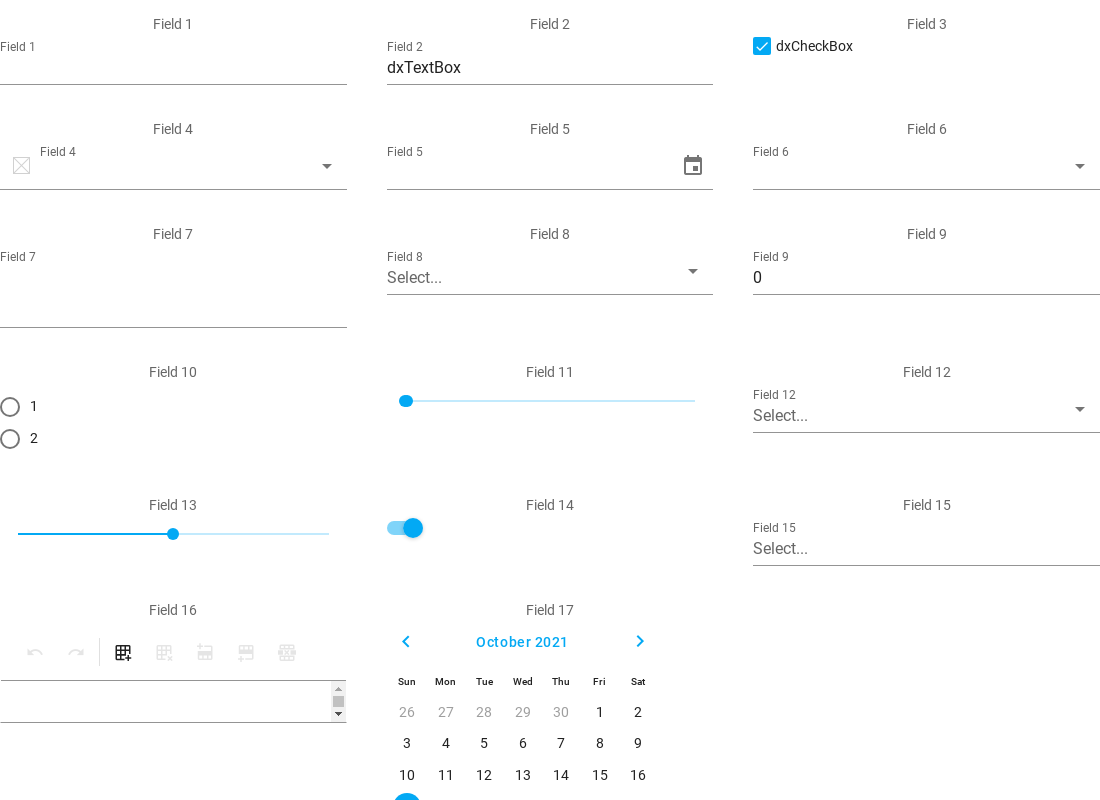 Field 1 Field 2 Field 3
Field 1 Field 2 dxCheckBox
dxTextBox
Field 4 Field 5 Field 6
Field 4 Field 5 Field 6
Field 7 Field 8 Field 9
Field 7 Field 8 Field 9
Select... 0
Field 10 Field 11 Field 12
Field 12
1 Select...
2
Field 13 Field 14 Field 15
Field 15
Select...
Field 16 Field 17
October 2021
Sun Mon Tue Wed Thu Fri Sat
26 27 28 29 30 1 2
3 4 5 6 7 8 9
10 11 12 13 14 15 16